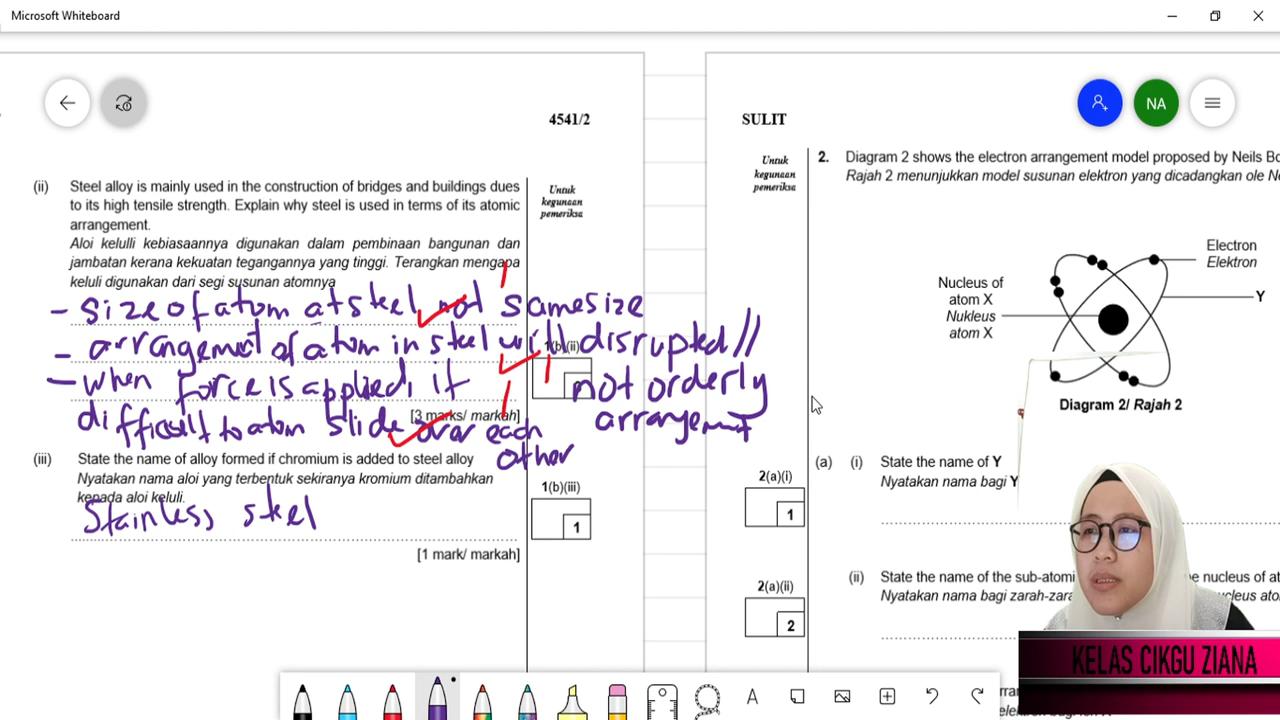 Microsoft Whiteboard
NA
4541/2
(ii) Steel alloy is mainly used in the construction of bridges and buildings dues
to its high tensile strength. Explain why steel is used in terms of its atomic
arrangement.
Aloi kelulli kebiasaannya digunakan dalam pembinaan bangunan dan
jambatan kerana kekuatan tegangannya yang tinggi. Terangkan mengapa
keluli digunakan dari segi susunan atomnya
Untuk
kegunaan
pemeriksa
- size of atom at steel not same size
- arrangement of atom in steel will disrupted //
not orderly
arrangement
- when force is applied, it
difficult to atom slide over each
other
1(b)(ii)
[3 marks/ markah]
(iii) State the name of alloy formed if chromium is added to steel alloy
Nyatakan nama aloi yang terbentuk sekiranya kromium ditambahkan
kepada aloi keluli.
Stainless steel
[1 mark/ markah]
1(b)(iii)
1
SULIT
Untuk
kegunaan
pemeriksa
2. Diagram 2 shows the electron arrangement model proposed by Neils Bo
Rajah 2 menunjukkan model susunan elektron yang dicadangkan ole N
Electron
Elektron
Y
Nucleus of
atom X
Nukleus
atom X
Diagram 2/ Rajah 2
(a) (i) State the name of Y
Nyatakan nama bagi Y
2(a)(i)
1
(ii) State the name of the sub-atomi e nucleus of at
Nyatakan nama bagi zarah-zara ucleus ato
2(a)(ii)
2
KELAS CIKGU ZIANA
A